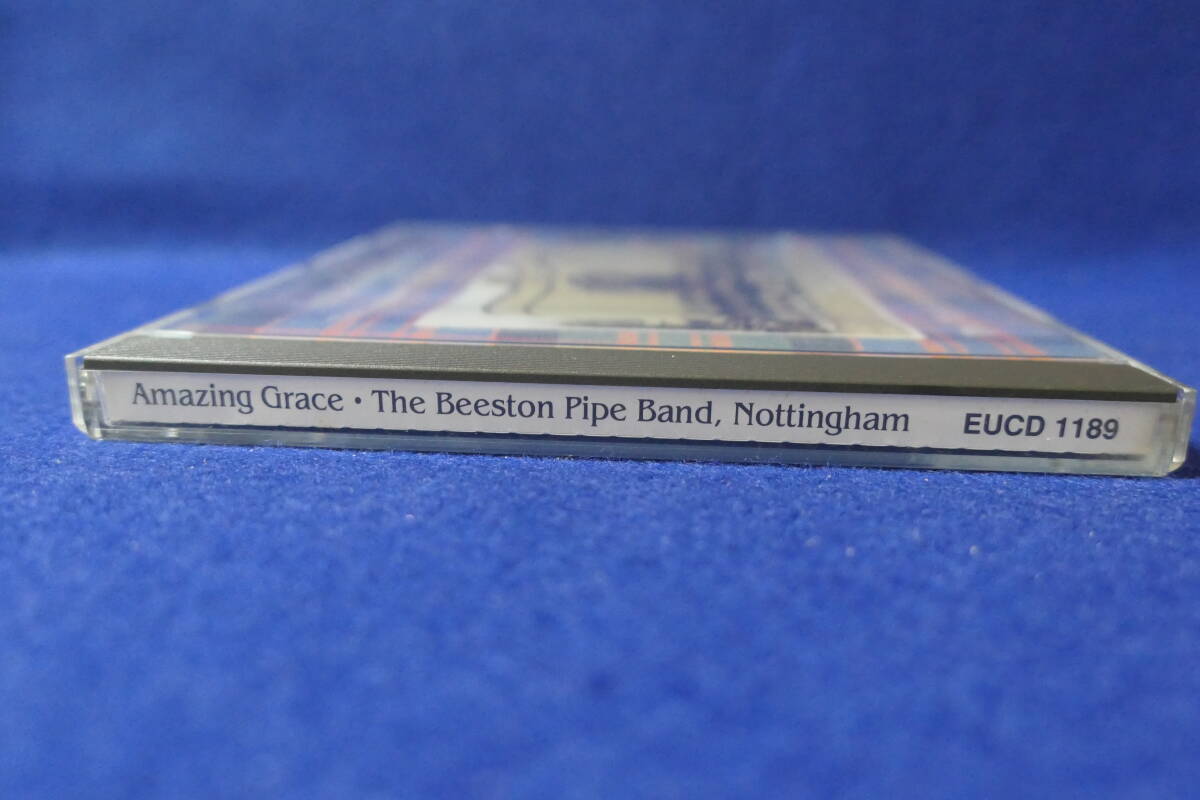 Amazing Grace • The Beeston Pipe Band, Nottingham EUCD 1189